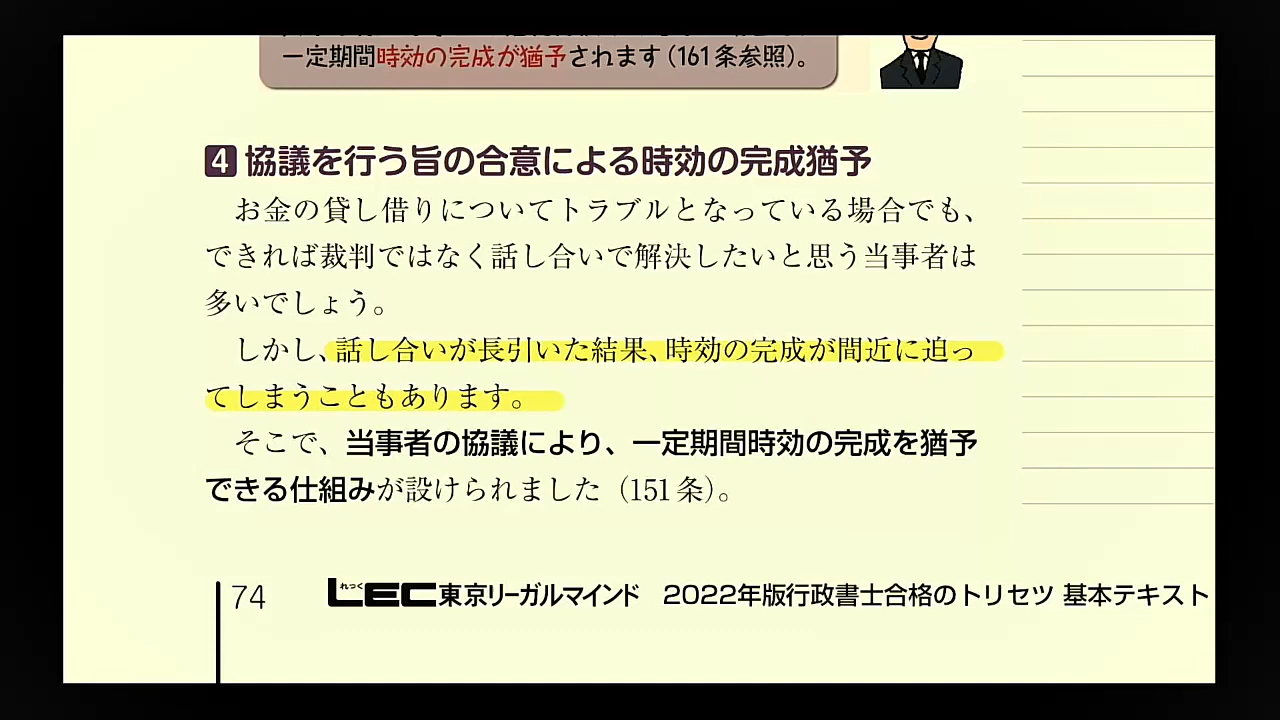 一定期間時効の完成が猶予されます(161条参照)。
4 協議を行う旨の合意による時効の完成猶予
お金の貸し借りについてトラブルとなっている場合でも、
できれば裁判ではなく話し合いで解決したいと思う当事者は
多いでしょう。
しかし、話し合いが長引いた結果、時効の完成が間近に迫っ
てしまうこともあります。
そこで、当事者の協議により、一定期間時効の完成を猶予
できる仕組みが設けられました(151条)。
74
れっく LEC東京リーガルマインド 2022年版行政書士合格のトリセツ 基本テキスト